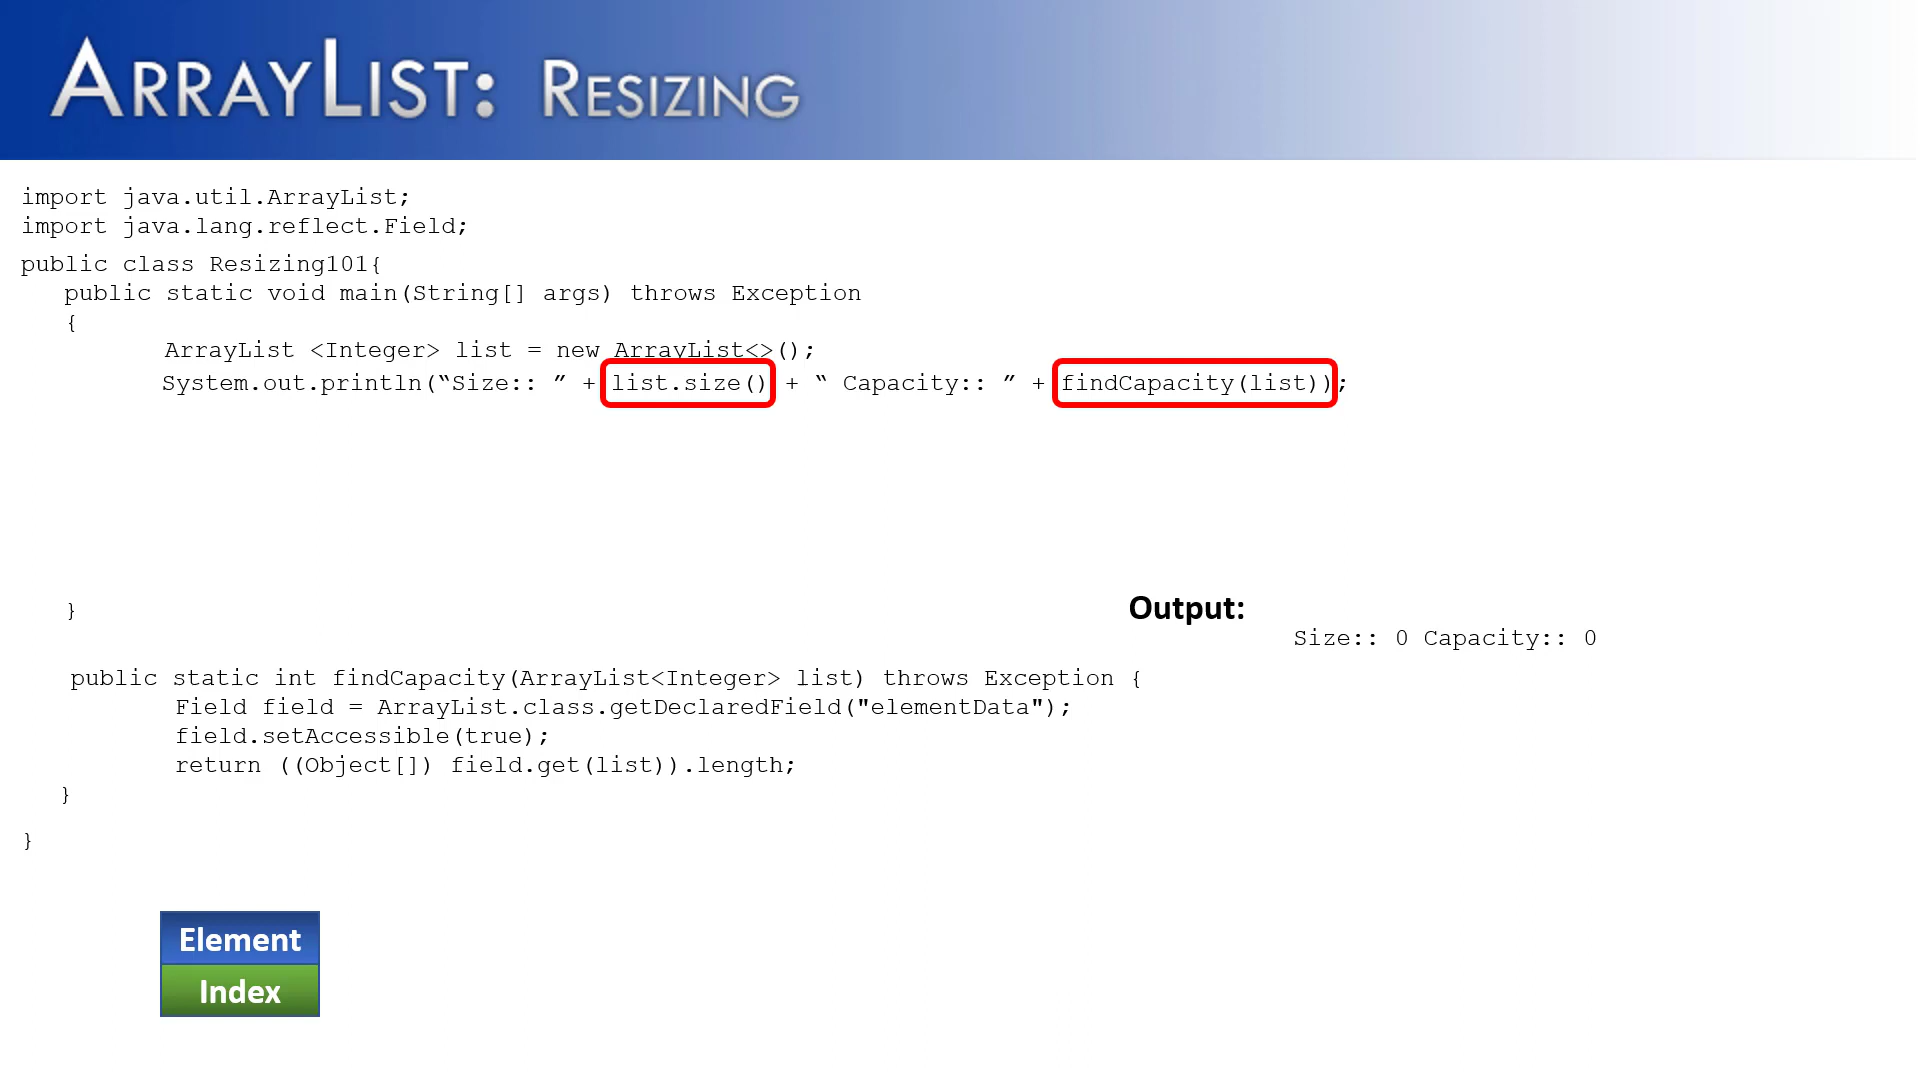 ArrayList: Resizing
import java.util.ArrayList;
import java.lang.reflect.Field;
public class Resizing101{
public static void main(String[] args) throws Exception
{
ArrayList <Integer> list = new ArrayList<>();
System.out.println(“Size:: ” + list.size() + “ Capacity:: ” + findCapacity(list));
}
Output:
Size:: 0 Capacity:: 0
public static int findCapacity(ArrayList<Integer> list) throws Exception {
Field field = ArrayList.class.getDeclaredField("elementData");
field.setAccessible(true);
return ((Object[]) field.get(list)).length;
}
}
Element
Index